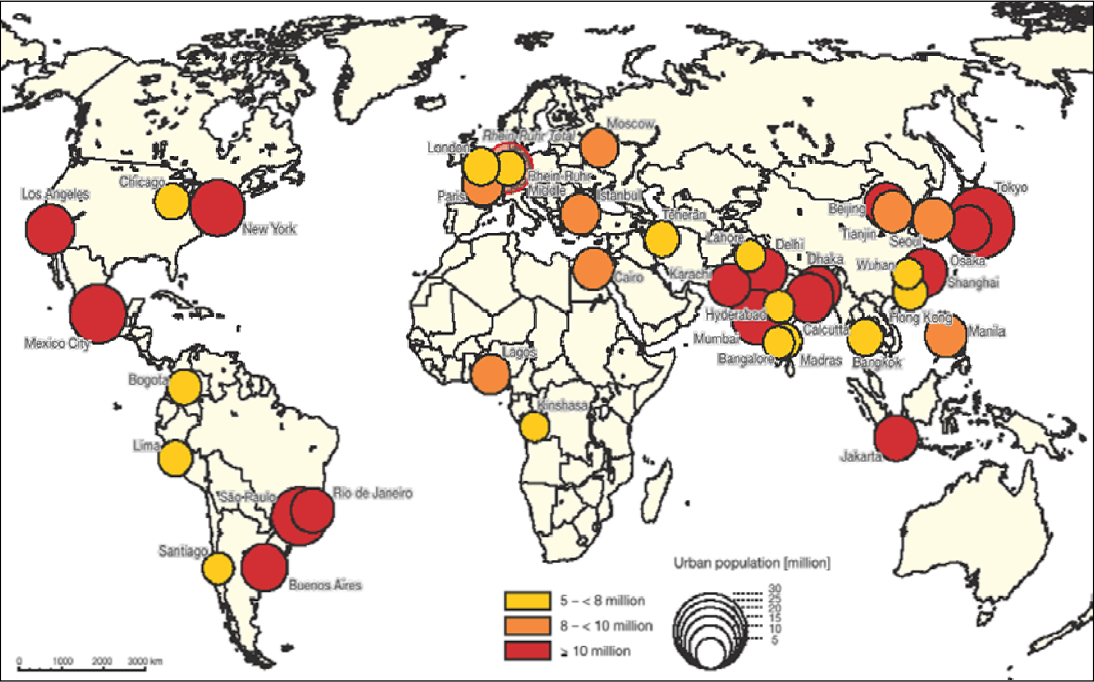 Moscow
Rhein-Ruhr Total
London
Rhein-Ruhr
Middle
Paris
Istanbul
Chicago
Los Angeles
New York
Teheran
Tokyo
Beijing
Tianjin
Seoul
Osaka
Lahore
Delhi
Dhaka
Wuhan
Shanghai
Cairo
Karachi
Hyderabad
Hong Kong
Mumbai
Calcutta
Manila
Mexico City
Bangalore
Madras
Bangkok
Lagos
Bogota
Kinshasa
Lima
Jakarta
São-Paulo
Rio de Janeiro
Santiago
Buenos Aires
Urban population [million]
30
25
20
15
10
5
5 – < 8 million
8 – < 10 million
≥ 10 million
0 1000 2000 3000 km